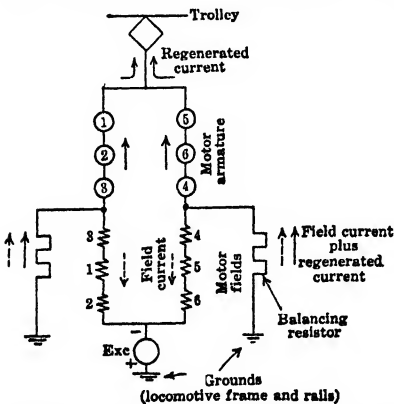 Trolley
Regenerated
current
1
5
2
6
3
4
Motor
armature
3
4
1
5
2
6
Field
current
Motor
fields
Field current
plus
regenerated
current
Balancing
resistor
Exc
+
-
Grounds
(locomotive frame and rails)